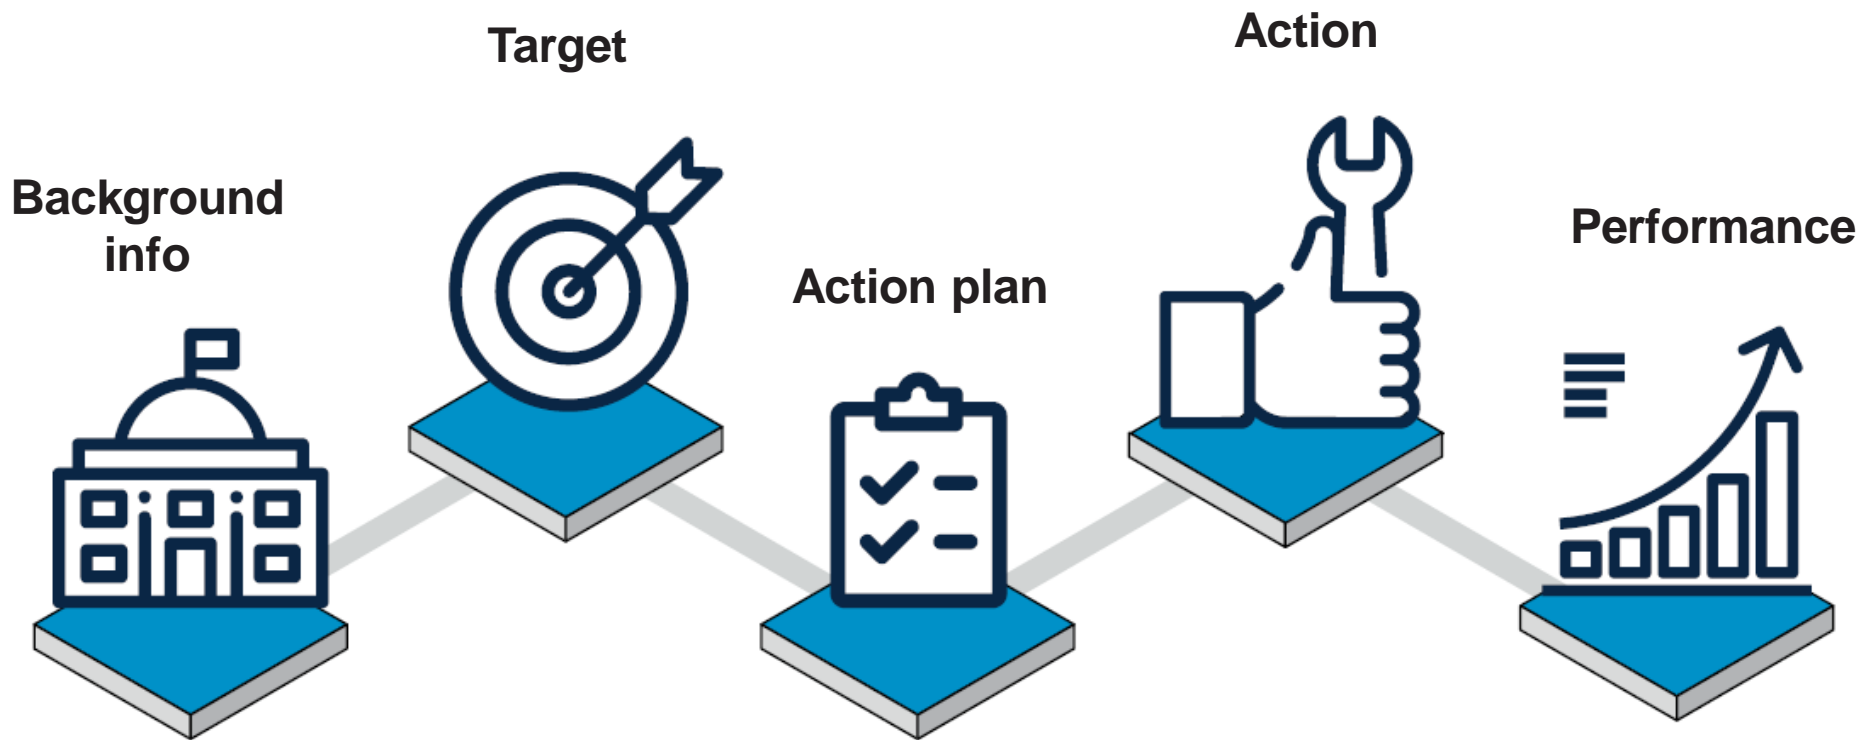 Background
info
Target
Action plan
Action
Performance